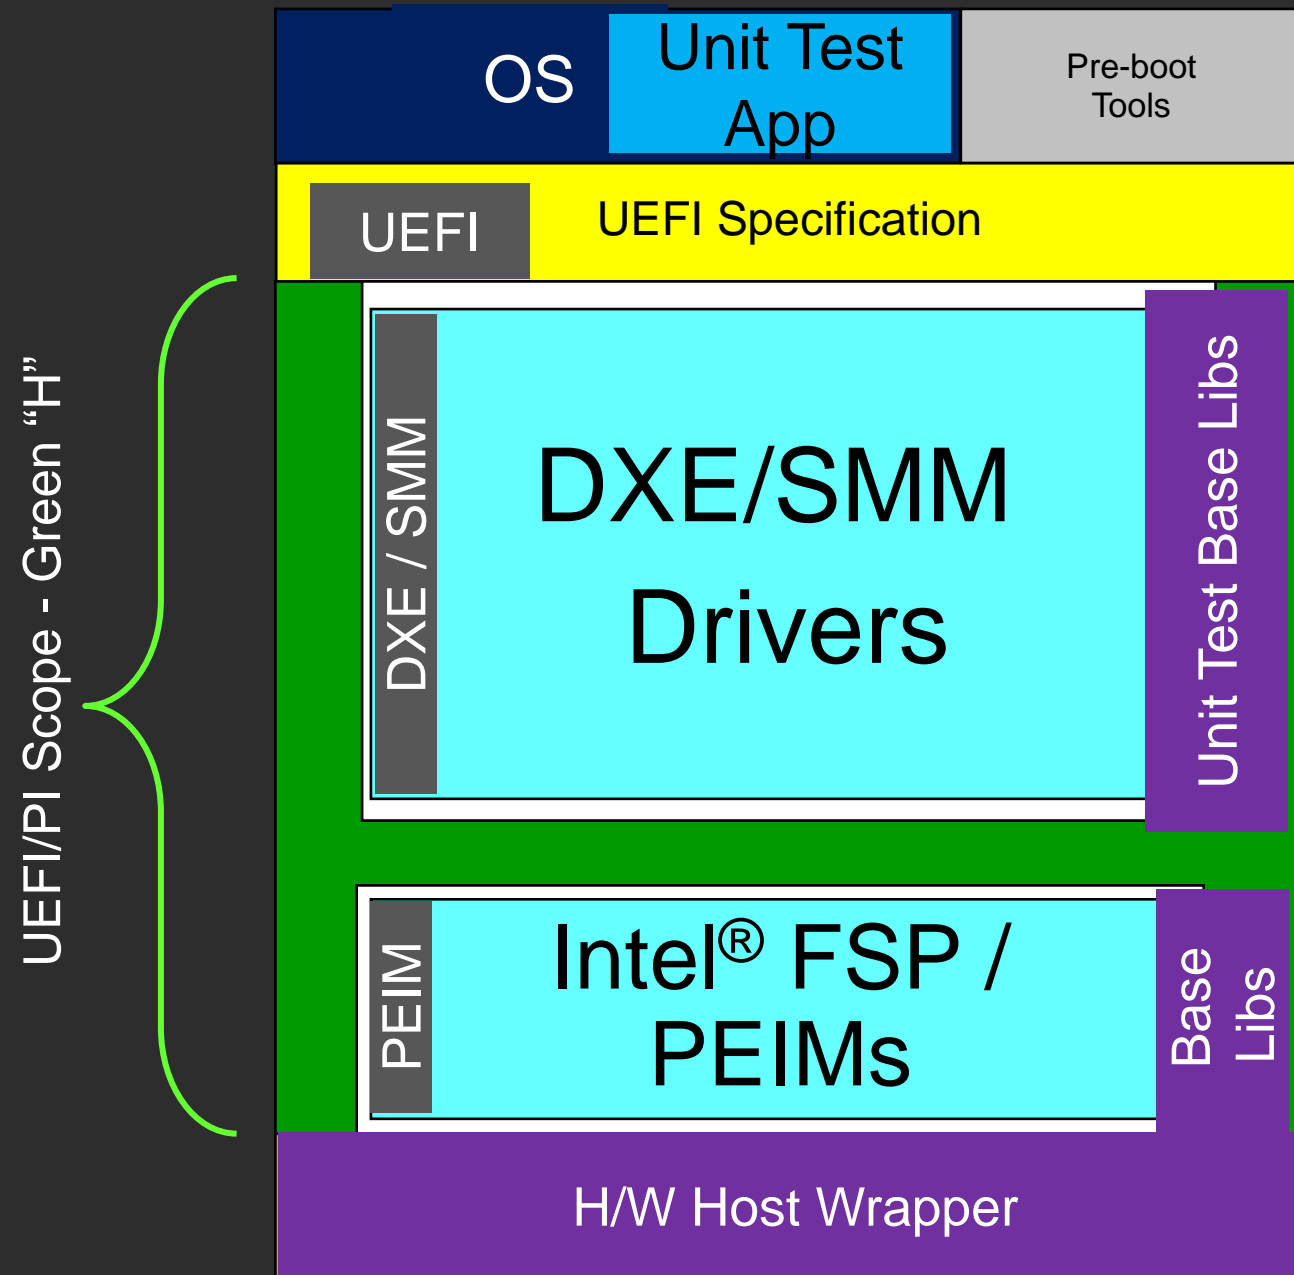 OS
Unit Test
App
Pre-boot
Tools
UEFI
UEFI Specification
UEFI/PI Scope - Green “H”
DXE / SMM
DXE/SMM
Drivers
Unit Test Base Libs
PEIM
Intel® FSP /
PEIMs
Base
Libs
H/W Host Wrapper